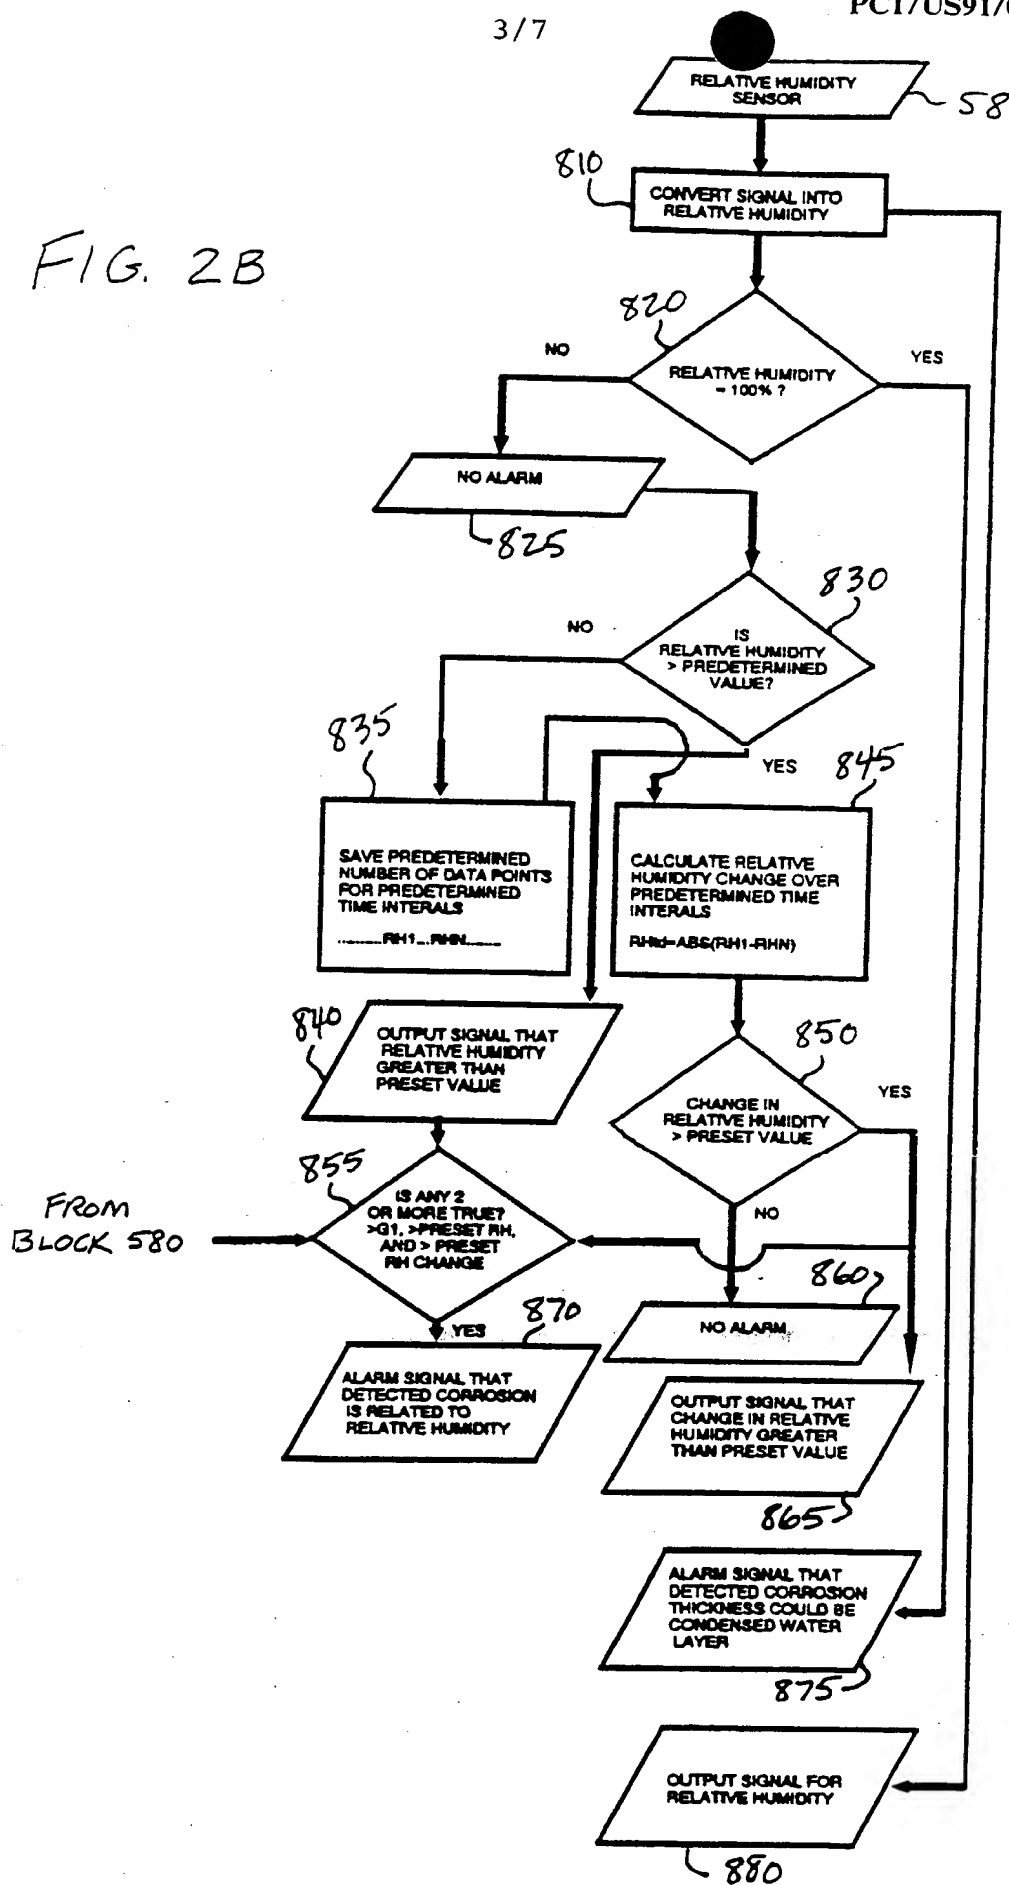 3/7
PCT/US91/
RELATIVE HUMIDITY
SENSOR
58
810
CONVERT SIGNAL INTO
RELATIVE HUMIDITY
FIG. 2B
820
NO
YES
RELATIVE HUMIDITY
= 100% ?
NO ALARM
825
830
NO
IS
RELATIVE HUMIDITY
> PREDETERMINED
VALUE?
YES
835
845
SAVE PREDETERMINED
NUMBER OF DATA POINTS
FOR PREDETERMINED
TIME INTERALS
.........RH1...RHN.......
CALCULATE RELATIVE
HUMIDITY CHANGE OVER
PREDETERMINED TIME
INTERALS
RHtd=ABS(RH1-RHN)
840
OUTPUT SIGNAL THAT
RELATIVE HUMIDITY
GREATER THAN
PRESET VALUE
850
YES
CHANGE IN
RELATIVE HUMIDITY
> PRESET VALUE
NO
855
IS ANY 2
OR MORE TRUE?
>G1, >PRESET RH,
AND > PRESET
RH CHANGE
FROM
BLOCK 580
YES
860
NO ALARM
870
ALARM SIGNAL THAT
DETECTED CORROSION
IS RELATED TO
RELATIVE HUMIDITY
OUTPUT SIGNAL THAT
CHANGE IN RELATIVE
HUMIDITY GREATER
THAN PRESET VALUE
865
ALARM SIGNAL THAT
DETECTED CORROSION
THICKNESS COULD BE
CONDENSED WATER
LAYER
875
OUTPUT SIGNAL FOR
RELATIVE HUMIDITY
880